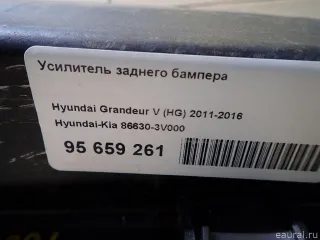 Усилитель заднего бампера
Hyundai Grandeur V (HG) 2011-2016
Hyundai-Kia 86630-3V000
95 659 261
eaural.ru